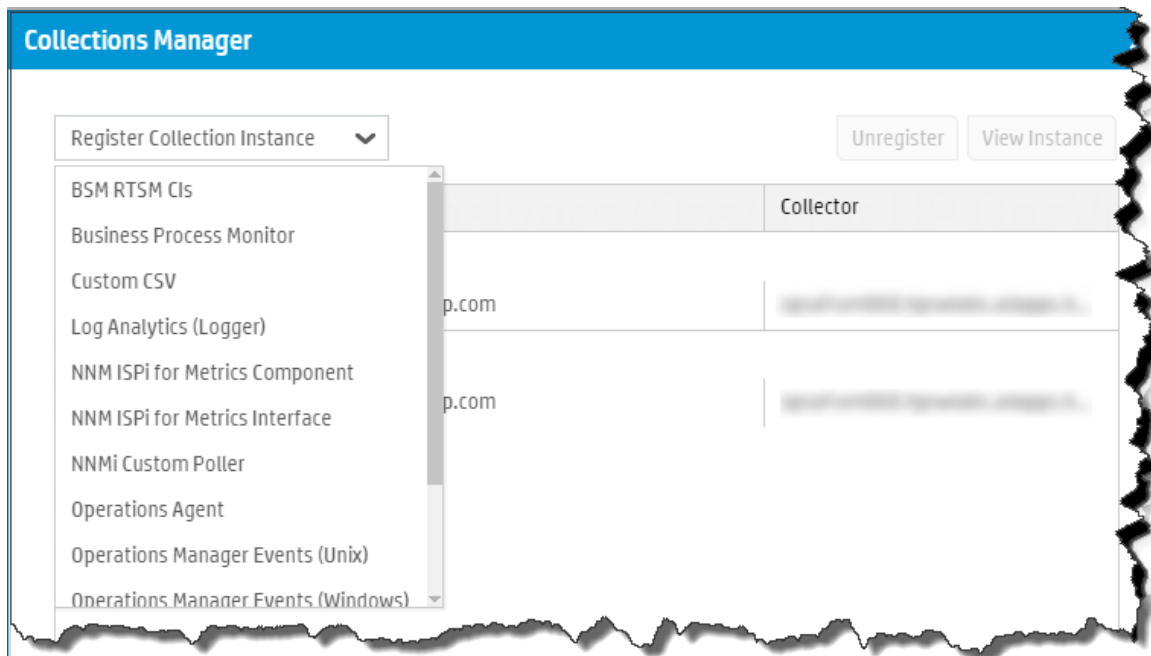 Collections Manager
Register Collection Instance
Unregister
View Instance
BSM RTSM CIs
Collector
Business Process Monitor
Custom CSV
p.com
Log Analytics (Logger)
NNM ISPi for Metrics Component
p.com
NNM ISPi for Metrics Interface
NNMi Custom Poller
Operations Agent
Operations Manager Events (Unix)
Operations Manager Events (Windows)